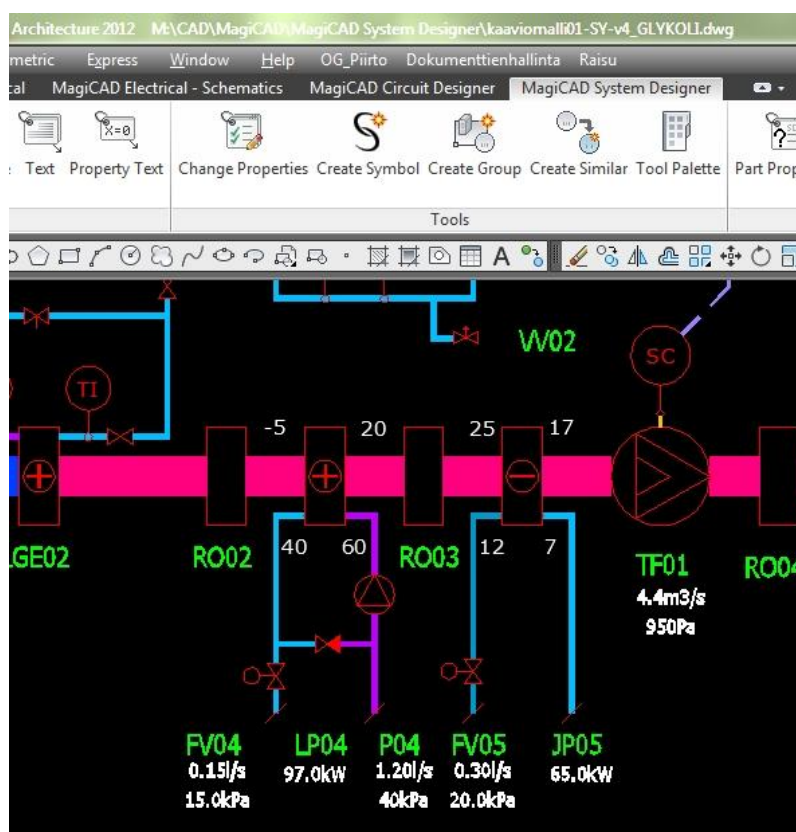 Architecture 2012 M:\CAD\MagiCAD\MagiCAD System Designer\kaaviomalli01-SY-v4_GLYKOLI.dwg
metric Express Window Help OG_Piirto Dokumenttienhallinta Raisu
cal MagiCAD Electrical - Schematics MagiCAD Circuit Designer MagiCAD System Designer
X=0
Text Property Text Change Properties Create Symbol Create Group Create Similar Tool Palette Part Prop
Tools
A
VV02
SC
TI
-5 20 25 17
40 60 12 7
GE02 RO02 RO03 TF01 RO04
4.4m3/s
950Pa
FV04 LP04 P04 FV05 JP05
0.15l/s 97.0kW 1.20l/s 0.30l/s 65.0kW
15.0kPa 40kPa 20.0kPa